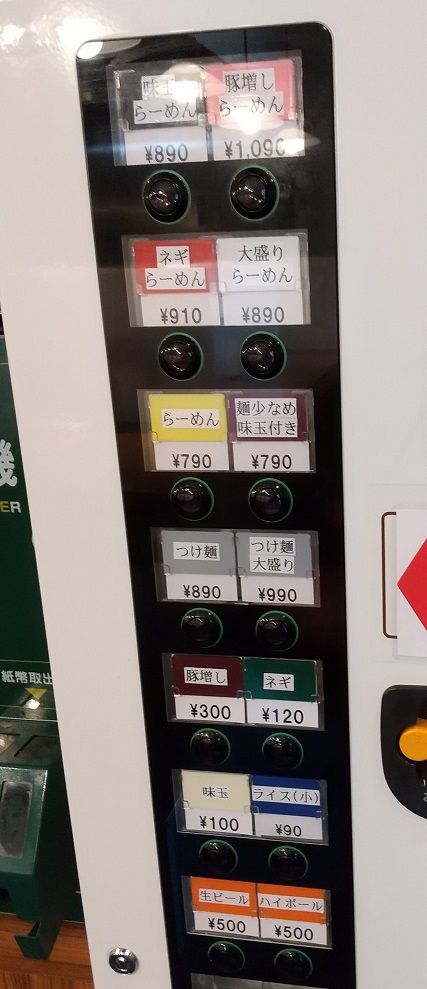 味玉
らーめん
¥890
豚増し
らーめん
¥1,090
ネギ
らーめん
¥910
大盛り
らーめん
¥890
らーめん
¥790
麺少なめ
味玉付き
¥790
つけ麺
¥890
つけ麺
大盛り
¥990
豚増し
¥300
ネギ
¥120
味玉
¥100
ライス(小)
¥90
生ビール
¥500
ハイボール
¥500
機
ER
紙幣取出